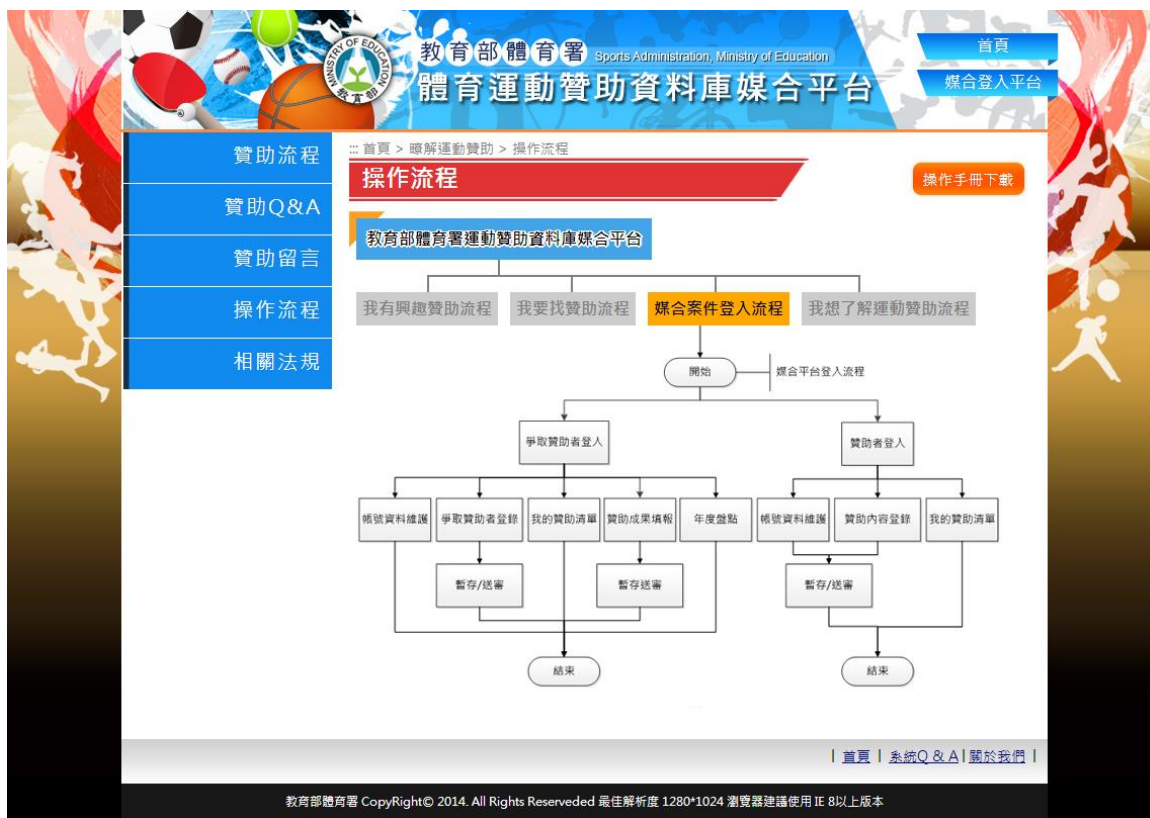 MINISTRY OF EDUCATION
教育部
教育部體育署 Sports Administration, Ministry of Education
體育運動贊助資料庫媒合平台
首頁
媒合登入平台
贊助流程
贊助Q&A
贊助留言
操作流程
相關法規
::: 首頁 > 瞭解運動贊助 > 操作流程
操作流程
操作手冊下載
教育部體育署運動贊助資料庫媒合平台
我有興趣贊助流程
我要找贊助流程
媒合案件登入流程
我想了解運動贊助流程
開始
媒合平台登入流程
爭取贊助者登入
贊助者登入
帳號資料維護
爭取贊助者登錄
我的贊助清單
贊助成果填報
年度盤點
帳號資料維護
贊助內容登錄
我的贊助清單
暫存/送審
暫存送審
暫存/送審
結束
結束
| 首頁 | 系統Q & A | 關於我們 |
教育部體育署 CopyRight© 2014. All Rights Reserveded 最佳解析度 1280*1024 瀏覽器建議使用 IE 8以上版本